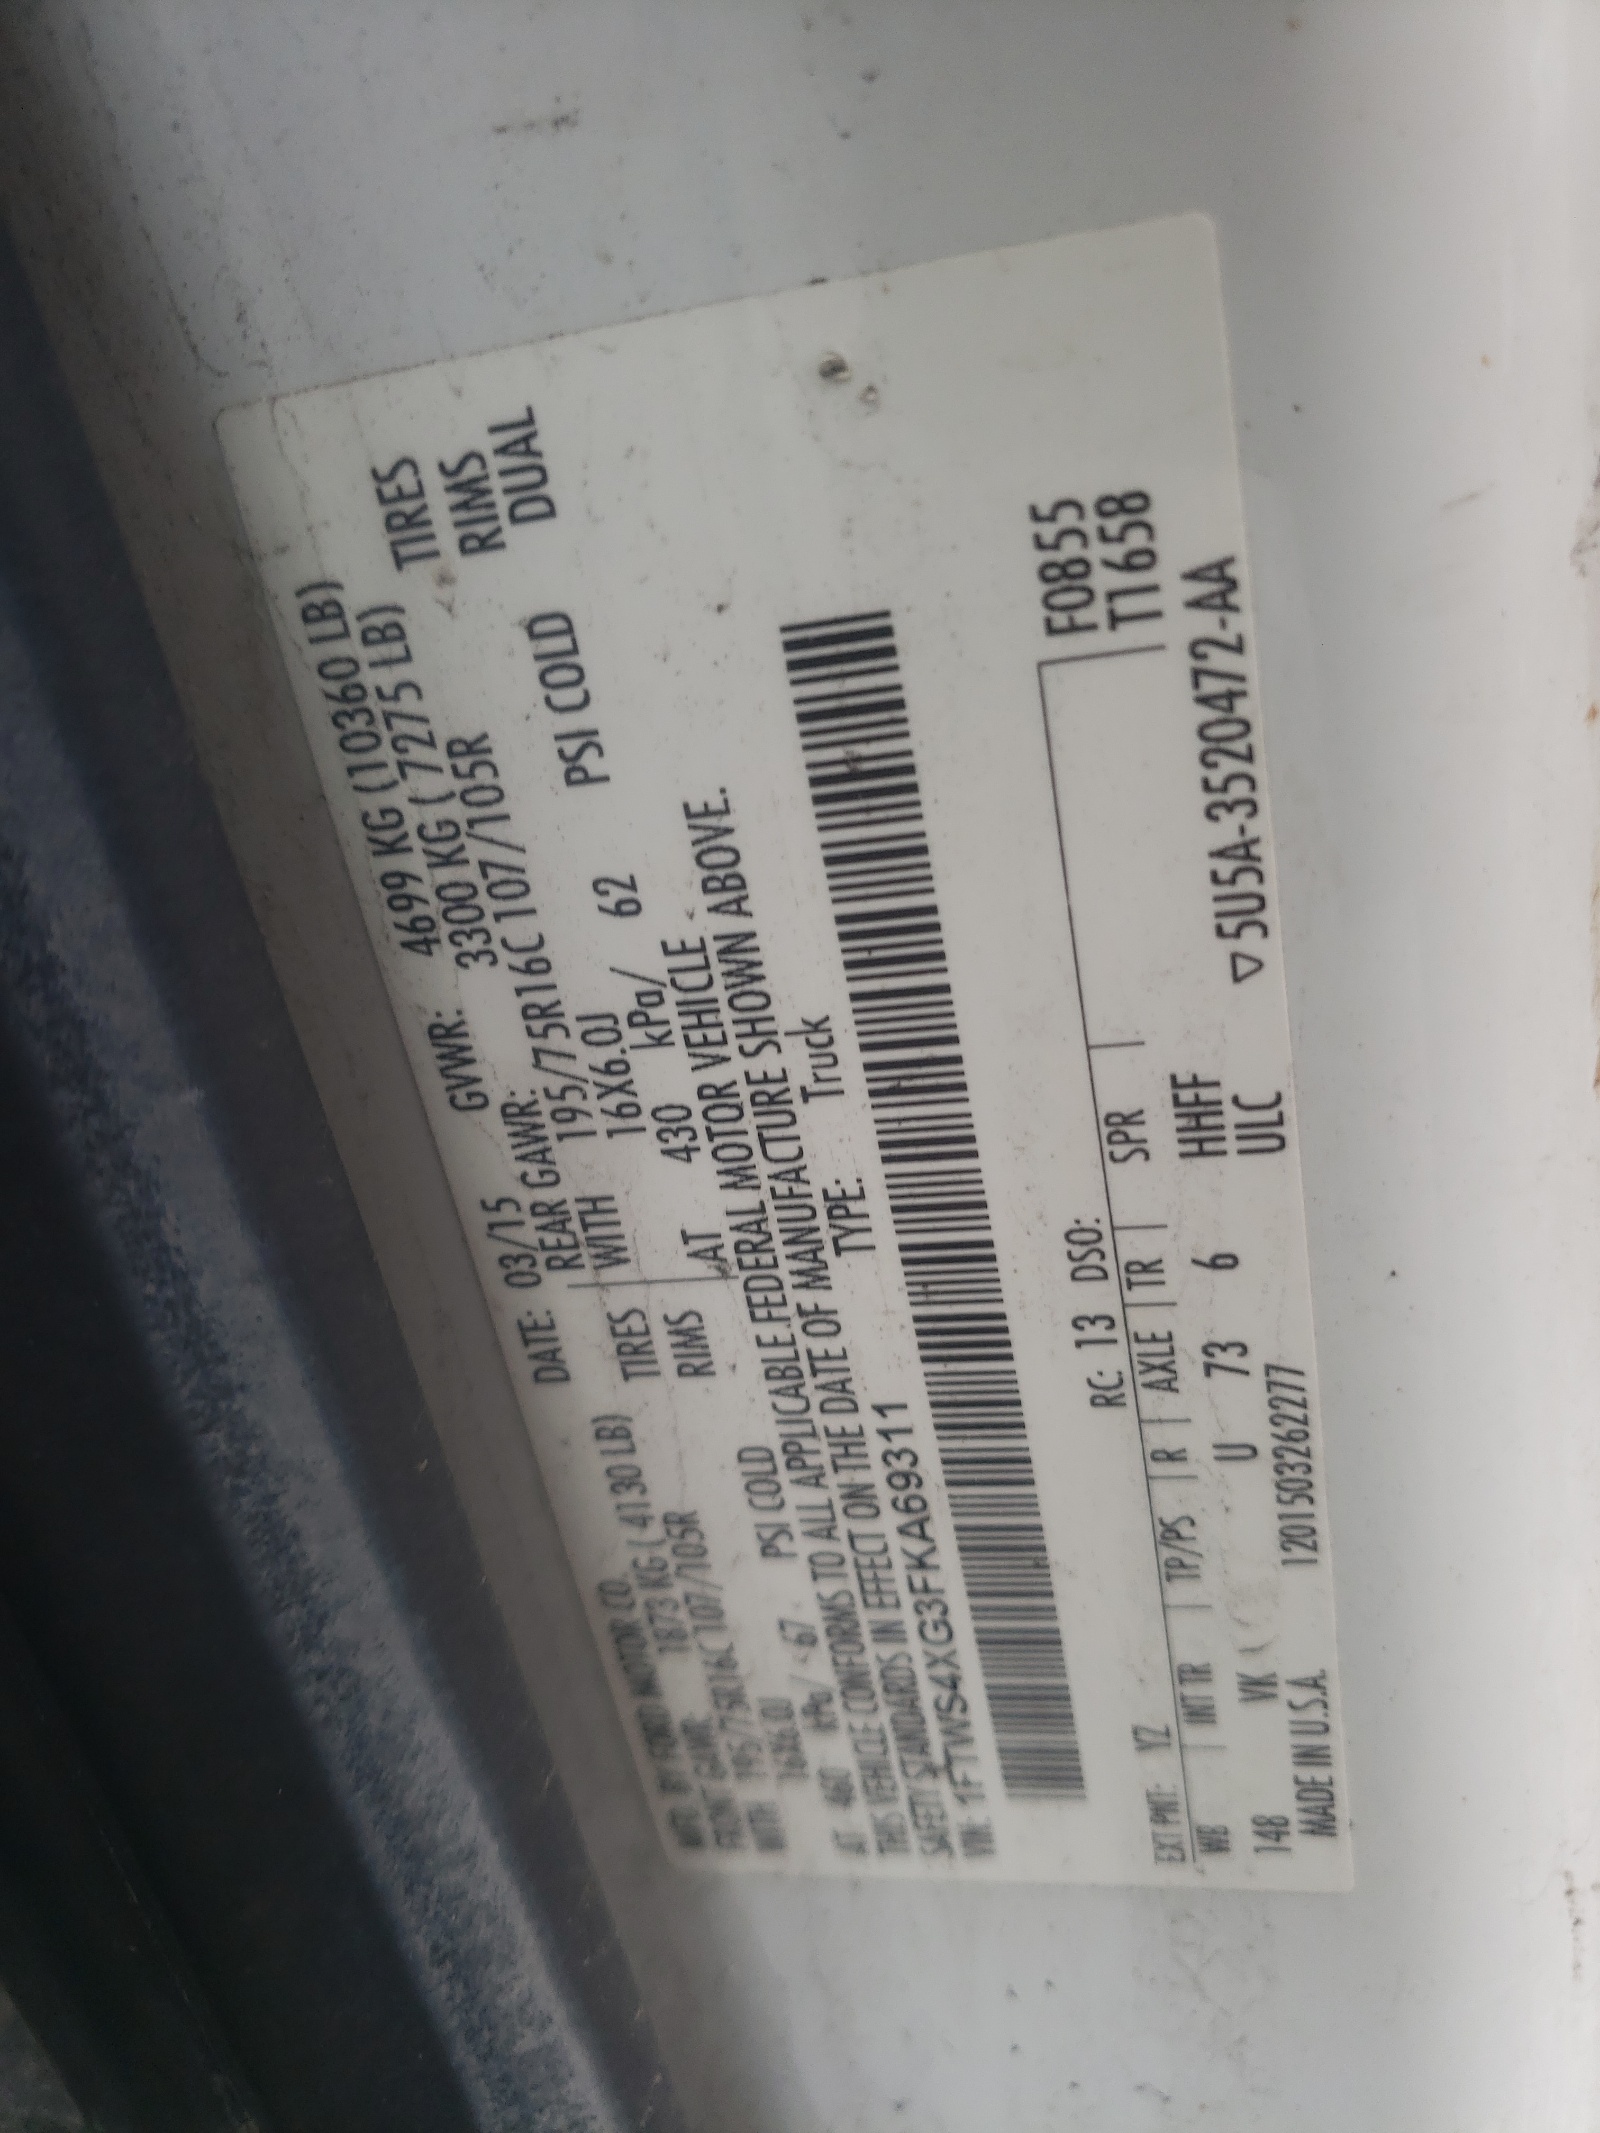 MFD. BY FORD MOTOR CO. DATE: 03/15 GVWR: 4699 KG (10360 LB)
FRONT GAWR: 1873 KG ( 4130 LB) REAR GAWR: 3300 KG ( 7275 LB)
195/75R16C 107/105R TIRES WITH 195/75R16C 107/105R TIRES
WITH 16X6.0J RIMS 16X6.0J RIMS
AT 460 kPa/ 67 PSI COLD AT 430 kPa/ 62 PSI COLD DUAL
THIS VEHICLE CONFORMS TO ALL APPLICABLE.FEDERAL MOTOR VEHICLE
SAFETY STANDARDS IN EFFECT ON THE DATE OF MANUFACTURE SHOWN ABOVE.
VIN: 1FTWS4XG3FKA69311 TYPE: Truck
F0855
T1658
EXT PNT: YZ RC: 13 DSO:
WB INT TR TP/PS R AXLE TR SPR
148 VK U 73 6 HHFF
MADE IN U.S.A. 1201503262277 ULC ▽5U5A-3520472-AA